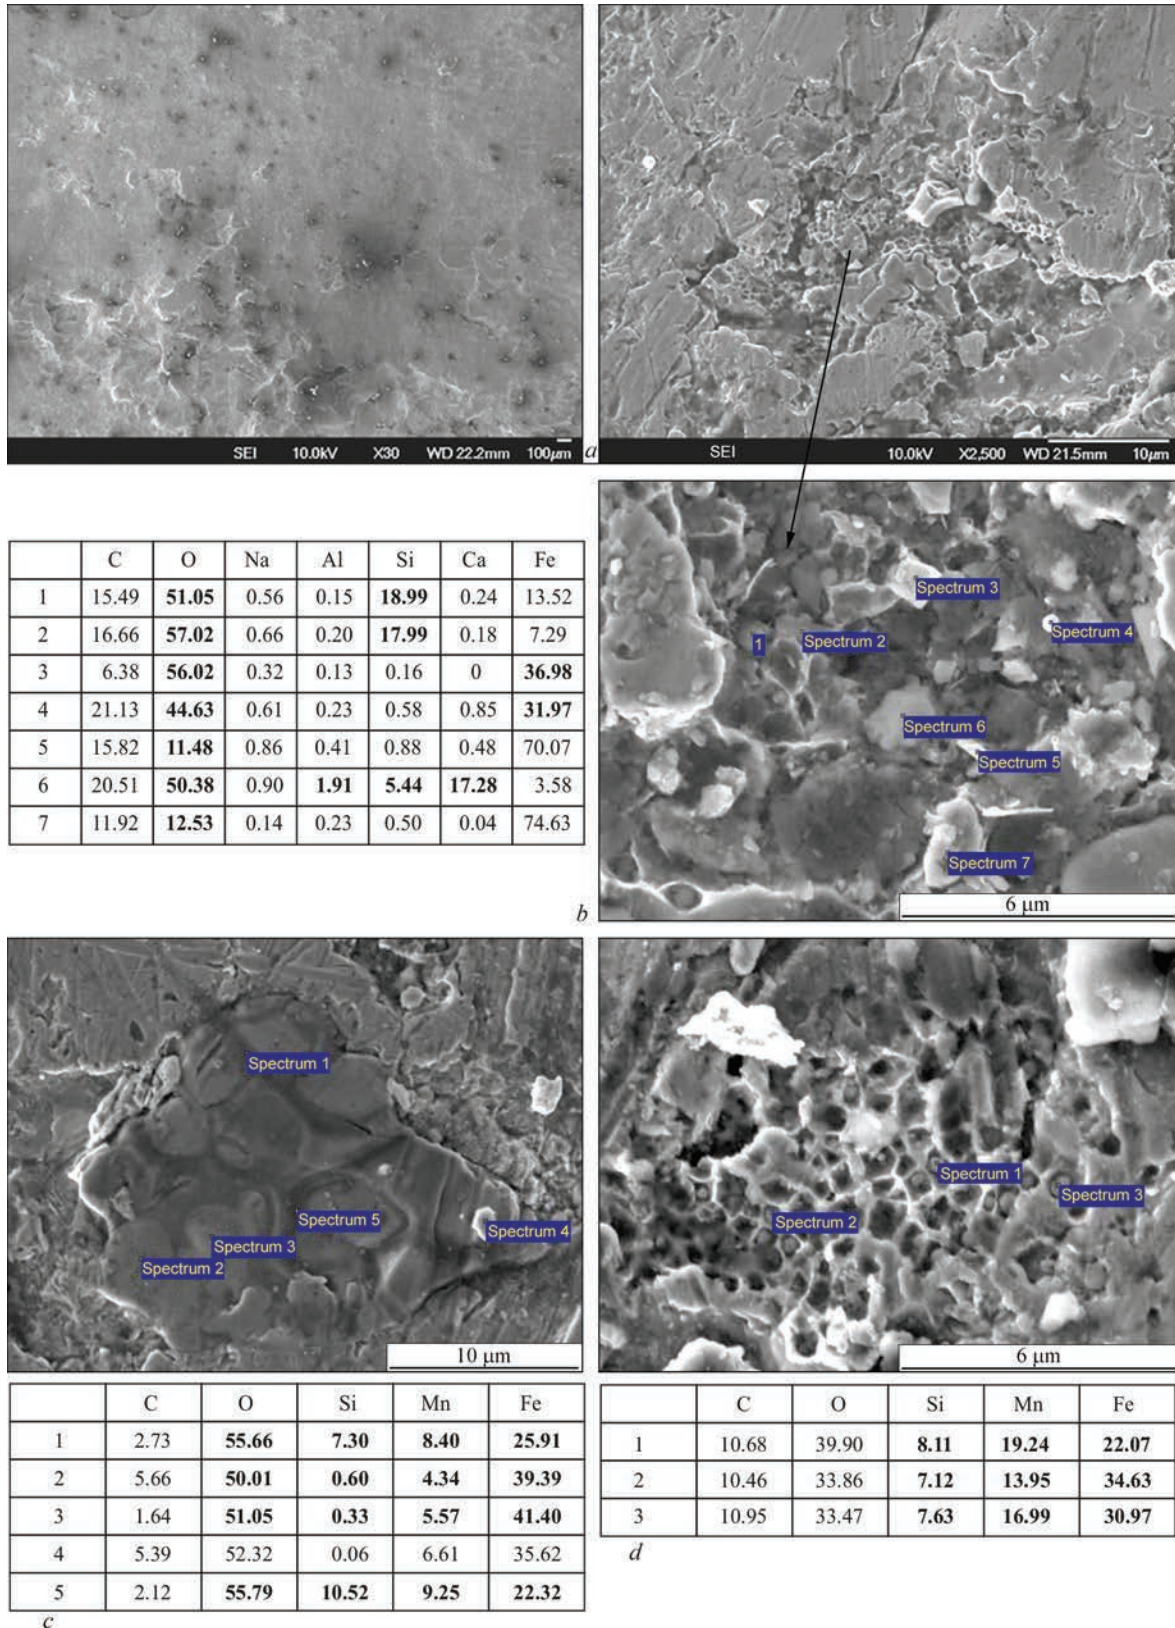 SEI 10.0kV X30 WD 22.2mm 100μm
a
SEI 10.0kV X2,500 WD 21.5mm 10μm
C O Na Al Si Ca Fe
1 15.49 51.05 0.56 0.15 18.99 0.24 13.52
2 16.66 57.02 0.66 0.20 17.99 0.18 7.29
3 6.38 56.02 0.32 0.13 0.16 0 36.98
4 21.13 44.63 0.61 0.23 0.58 0.85 31.97
5 15.82 11.48 0.86 0.41 0.88 0.48 70.07
6 20.51 50.38 0.90 1.91 5.44 17.28 3.58
7 11.92 12.53 0.14 0.23 0.50 0.04 74.63
b
Spectrum 3
Spectrum 4
1
Spectrum 2
Spectrum 6
Spectrum 5
Spectrum 7
6 μm
Spectrum 1
Spectrum 5
Spectrum 4
Spectrum 3
Spectrum 2
10 μm
Spectrum 1
Spectrum 3
Spectrum 2
6 μm
C O Si Mn Fe
1 2.73 55.66 7.30 8.40 25.91
2 5.66 50.01 0.60 4.34 39.39
3 1.64 51.05 0.33 5.57 41.40
4 5.39 52.32 0.06 6.61 35.62
5 2.12 55.79 10.52 9.25 22.32
c
C O Si Mn Fe
1 10.68 39.90 8.11 19.24 22.07
2 10.46 33.86 7.12 13.95 34.63
3 10.95 33.47 7.63 16.99 30.97
d